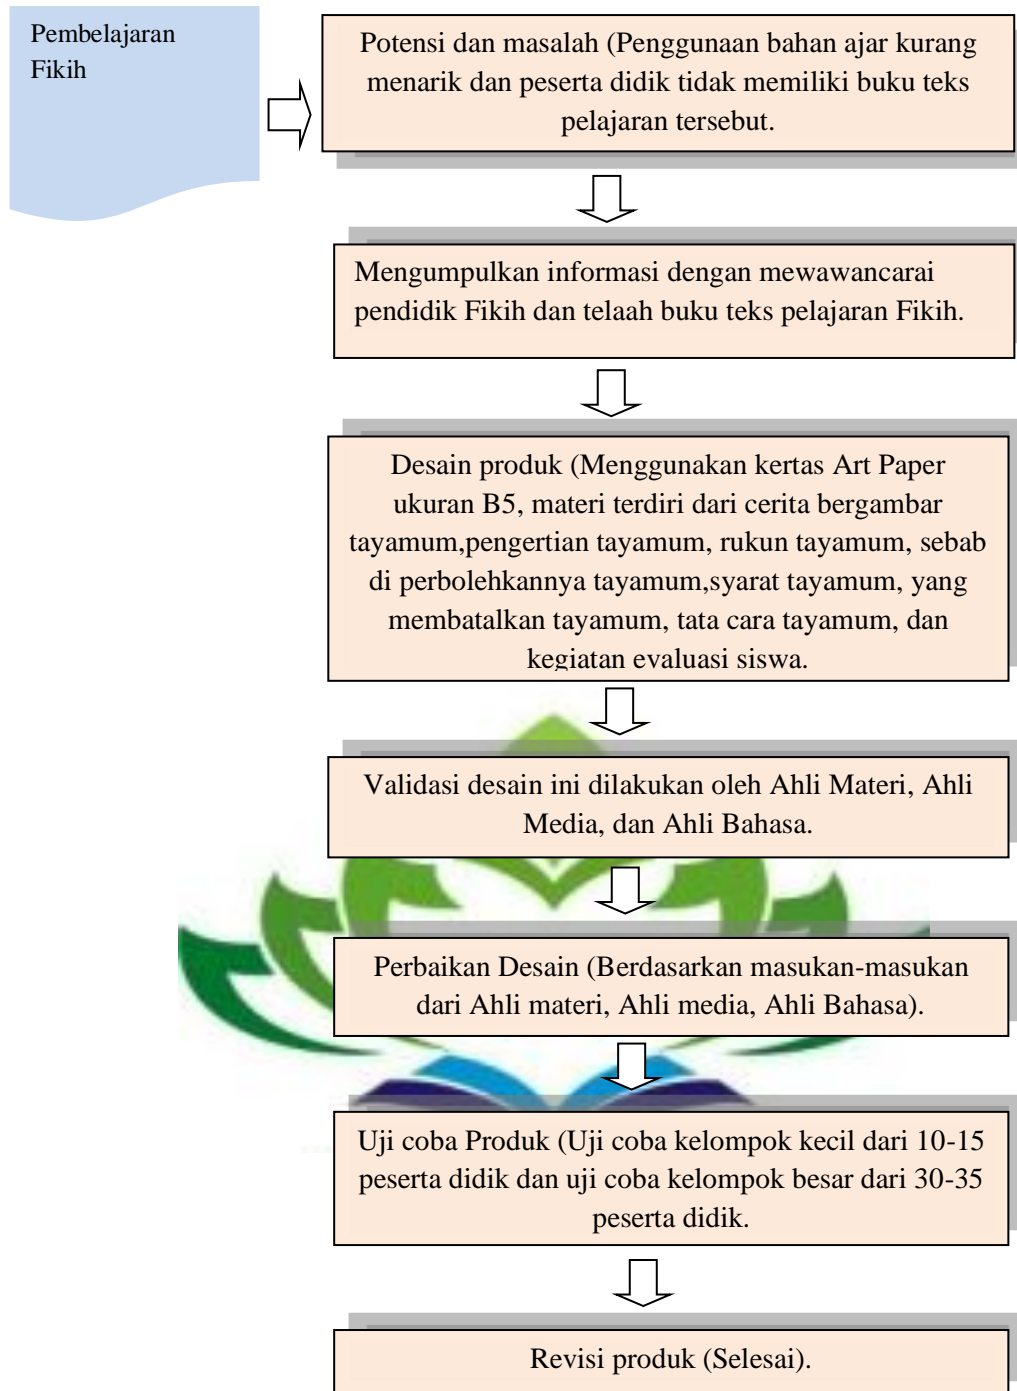 Pembelajaran
Fikih
Potensi dan masalah (Penggunaan bahan ajar kurang
menarik dan peserta didik tidak memiliki buku teks
pelajaran tersebut.
Mengumpulkan informasi dengan mewawancarai
pendidik Fikih dan telaah buku teks pelajaran Fikih.
Desain produk (Menggunakan kertas Art Paper
ukuran B5, materi terdiri dari cerita bergambar
tayamum,pengertian tayamum, rukun tayamum, sebab
di perbolehkannya tayamum,syarat tayamum, yang
membatalkan tayamum, tata cara tayamum, dan
kegiatan evaluasi siswa.
Validasi desain ini dilakukan oleh Ahli Materi, Ahli
Media, dan Ahli Bahasa.
Perbaikan Desain (Berdasarkan masukan-masukan
dari Ahli materi, Ahli media, Ahli Bahasa).
Uji coba Produk (Uji coba kelompok kecil dari 10-15
peserta didik dan uji coba kelompok besar dari 30-35
peserta didik.
Revisi produk (Selesai).